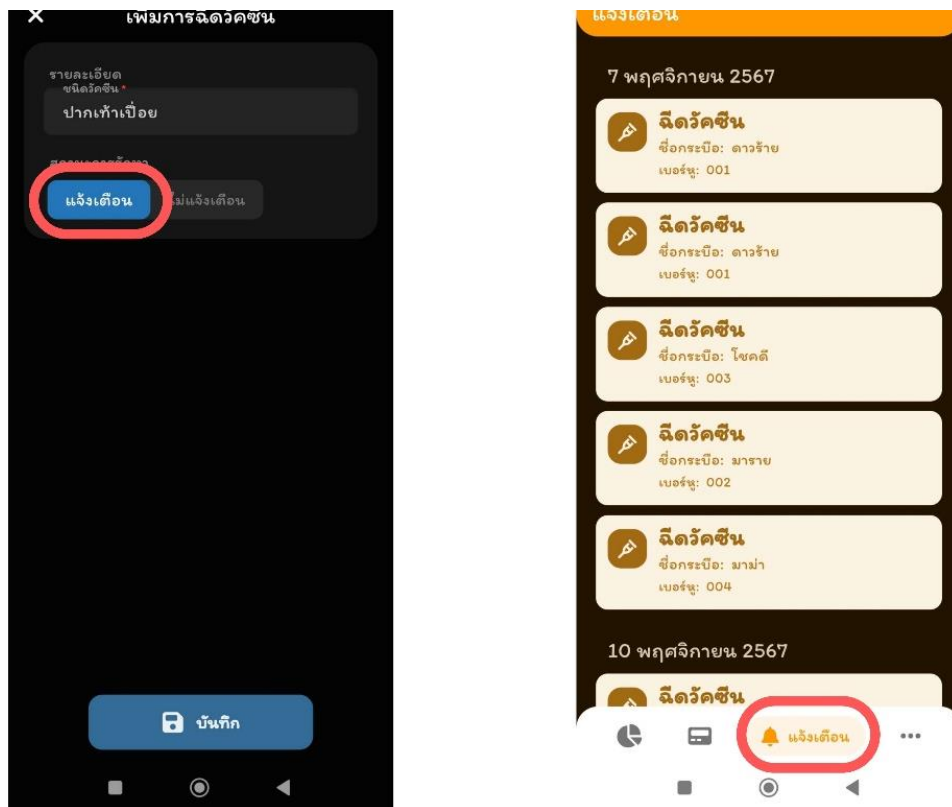 เพิ่มการฉีดวัคซีน
รายละเอียด
ชนิดวัคซีน *
ปากเท้าเปื่อย
แจ้งเตือน
ไม่แจ้งเตือน
บันทึก
แจ้งเตือน
7 พฤศจิกายน 2567
ฉีดวัคซีน
ชื่อกระบือ: ดาวร้าย
เบอร์หู: 001
ฉีดวัคซีน
ชื่อกระบือ: ดาวร้าย
เบอร์หู: 001
ฉีดวัคซีน
ชื่อกระบือ: โชคดี
เบอร์หู: 003
ฉีดวัคซีน
ชื่อกระบือ: มาราย
เบอร์หู: 002
ฉีดวัคซีน
ชื่อกระบือ: มาม่า
เบอร์หู: 004
10 พฤศจิกายน 2567
ฉีดวัคซีน
แจ้งเตือน